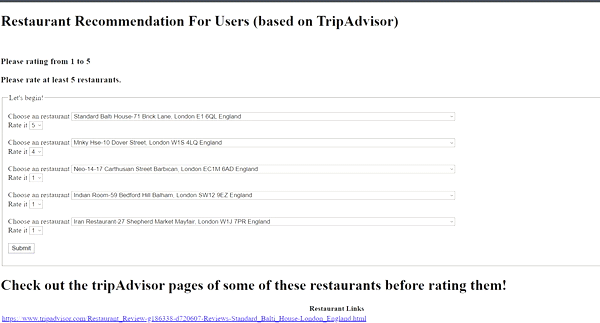 Restaurant Recommendation For Users (based on TripAdvisor)
Please rating from 1 to 5
Please rate at least 5 restaurants.
Let's begin!
Choose an restaurant Standard Balti House-71 Brick Lane, London E1 6QL England
Rate it 5
Choose an restaurant Mnky Hse-10 Dover Street, London W1S 4LQ England
Rate it 4
Choose an restaurant Neo-14-17 Carthusian Street Barbican, London EC1M 6AD England
Rate it 1
Choose an restaurant Indian Room-59 Bedford Hill Balham, London SW12 9EZ England
Rate it 1
Choose an restaurant Iran Restaurant-27 Shepherd Market Mayfair, London W1J 7PR England
Rate it 1
Submit
Check out the tripAdvisor pages of some of these restaurants before rating them!
Restaurant Links
https:_www.tripadvisor.com/Restaurant_Review-g186338-d720607-Reviews-Standard_Balti_House-London_England.html